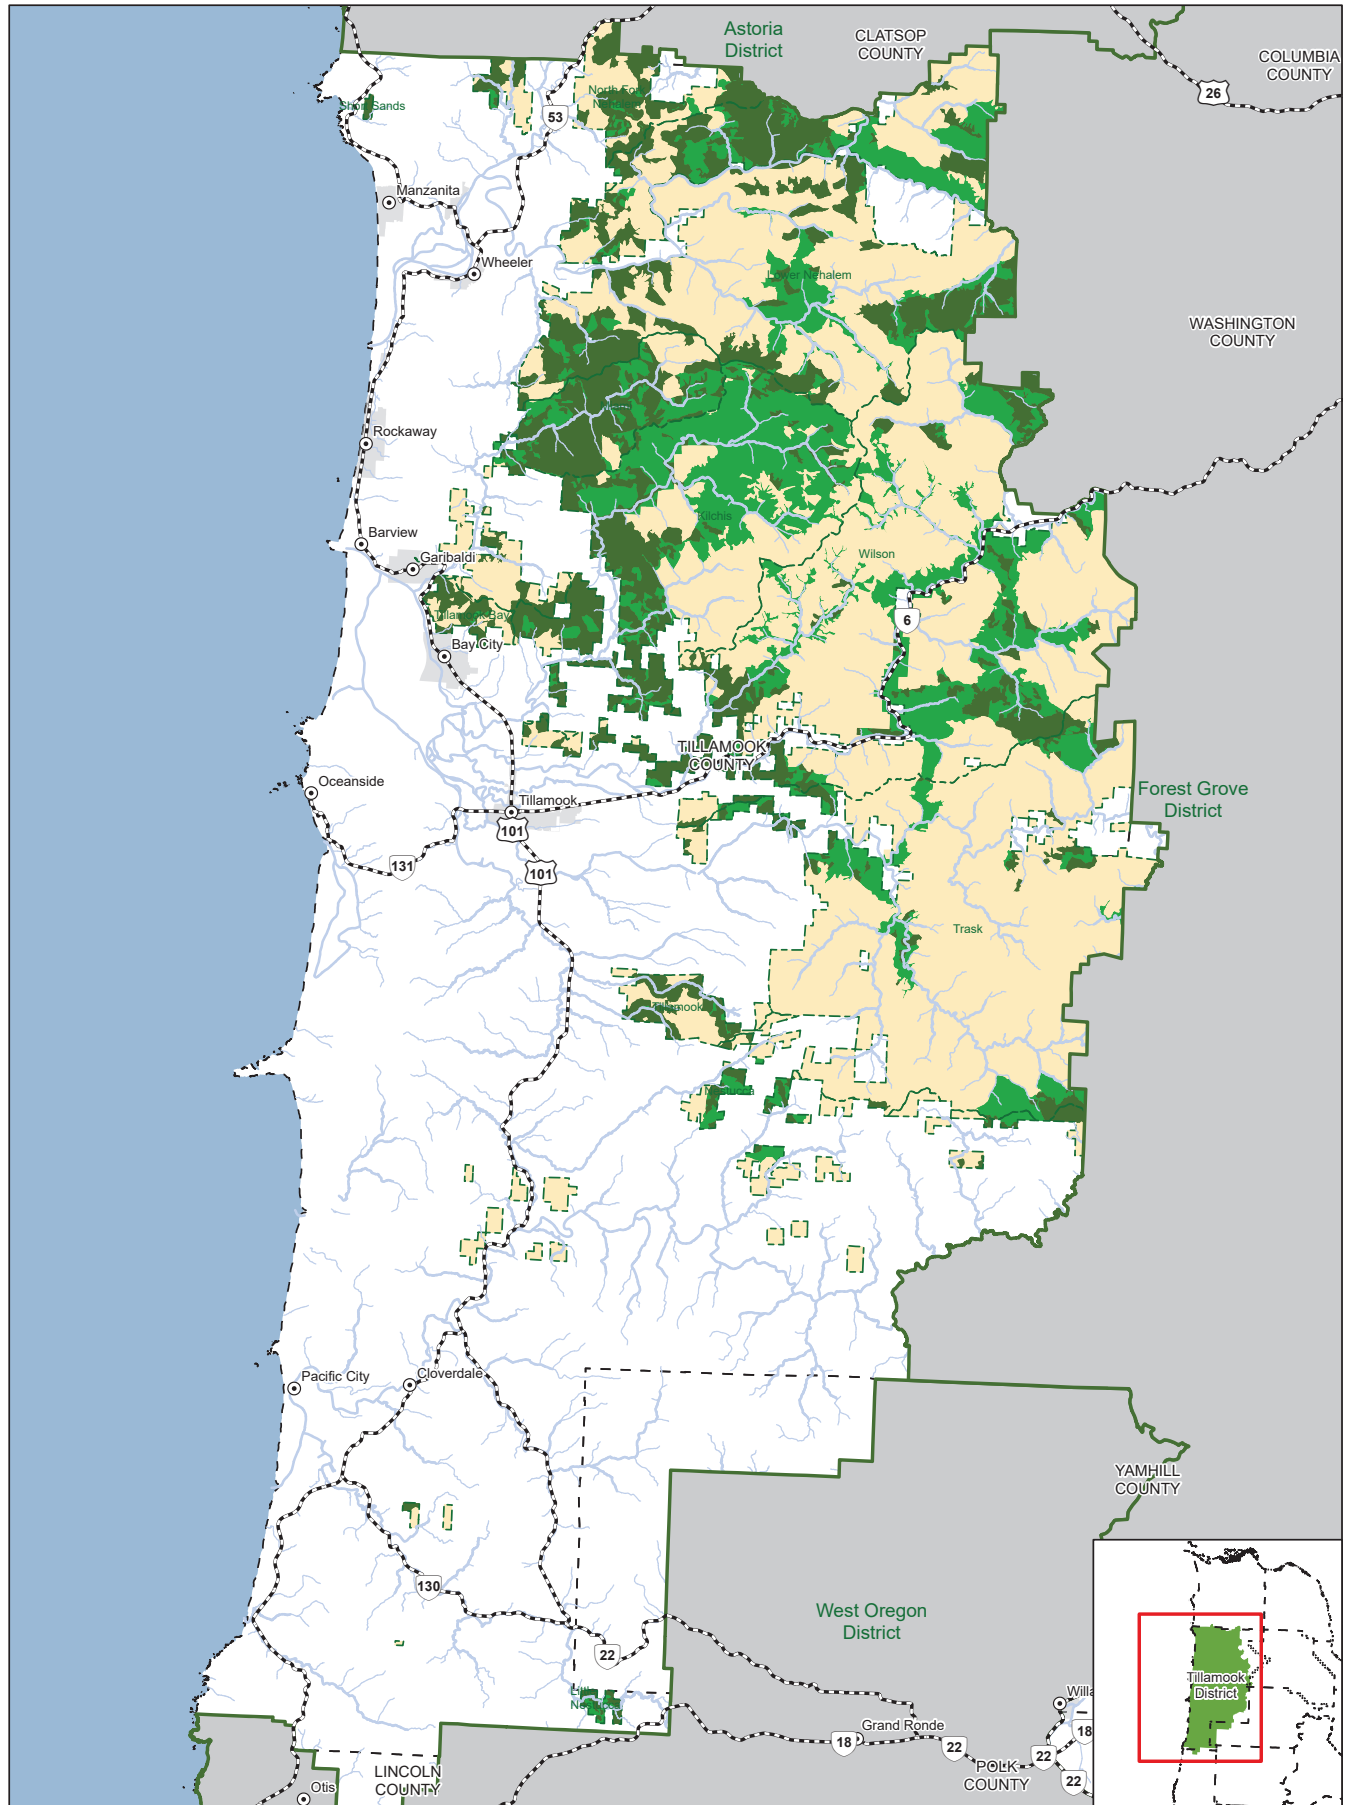 Astoria
District
CLATSOP
COUNTY
COLUMBIA
COUNTY
26
Short Sands
53
Manzanita
Wheeler
Lower Nehalem
WASHINGTON
COUNTY
Rockaway
Barview
Garibaldi
Kilchis
Wilson
Tillamook Bay
6
Bay City
TILLAMOOK
COUNTY
Oceanside
Tillamook
101
Forest Grove
District
131
101
Trask
Tillamook
Nestucca
Pacific City
Cloverdale
YAMHILL
COUNTY
130
West Oregon
District
22
Tillamook
District
Grand Ronde
18
22
22
18
22
POLK
COUNTY
LINCOLN
COUNTY
Otis